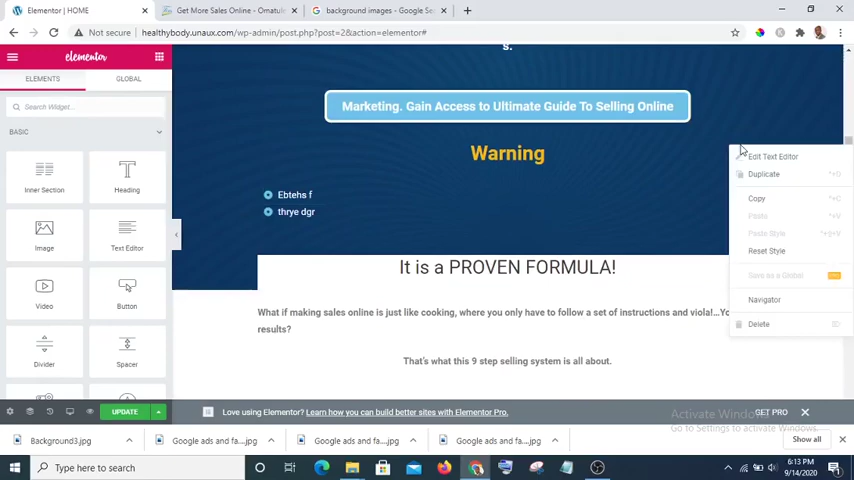 Elementor | HOME
Get More Sales Online - Omatul
background images - Google Se
Not secure
healthybody.unaux.com/wp-admin/post.php?post=2&action=elementor#
elementor
ELEMENTS
GLOBAL
Search Widget...
BASIC
Inner Section
Heading
Image
Text Editor
Video
Button
Divider
Spacer
UPDATE
s.
Marketing. Gain Access to Ultimate Guide To Selling Online
Warning
Ebtehs f
thrye dgr
It is a PROVEN FORMULA!
What if making sales online is just like cooking, where you only have to follow a set of instructions and viola!...Yo
results?
That's what this 9 step selling system is all about.
Edit Text Editor
Duplicate ^+D
Copy ^+C
Paste ^+V
Paste Style ^+⇧+V
Reset Style
Save as a Global
Navigator
Delete
Love using Elementor? Learn how you can build better sites with Elementor Pro.
GET PRO
Activate Windows
Go to Settings to activate Windows.
Background3.jpg
Google ads and fa....jpg
Google ads and fa....jpg
Google ads and fa....jpg
Show all
Type here to search
6:13 PM
9/14/2020